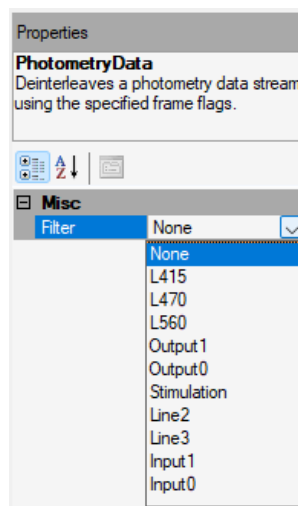 Properties
PhotometryData
Deinterleaves a photometry data stream
using the specified frame flags.
A
Z
Misc
Filter None
None
L415
L470
L560
Output1
Output0
Stimulation
Line2
Line3
Input1
Input0